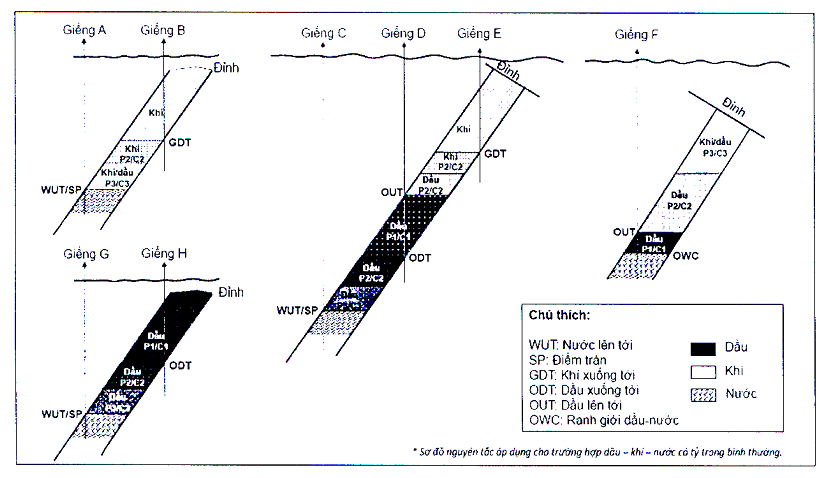 Giếng A
Giếng B
Đỉnh
Khí
GDT
Khí
P2/C2
Khí/dầu
P3/C3
WUT/SP
Giếng C
Giếng D
Giếng E
Đỉnh
Khí
Khí
P2/C2
GDT
Dầu
P2/C2
OUT
Dầu
P1/C1
ODT
Dầu
P2/C2
WUT/SP
Giếng F
Đỉnh
Khí/dầu
P3/C3
Dầu
P2/C2
OUT
Dầu
P1/C1
OWC
Giếng G
Giếng H
Đỉnh
Dầu
P1/C1
ODT
Dầu
P2/C2
Dầu
WUT/SP
Chú thích:
WUT: Nước lên tới
SP: Điểm tràn
GDT: Khí xuống tới
ODT: Dầu xuống tới
OUT: Dầu lên tới
OWC: Ranh giới dầu-nước
Dầu
Khí
Nước
* Sơ đồ nguyên tắc áp dụng cho trường hợp dầu – khí – nước có tỷ trọng bình thường.